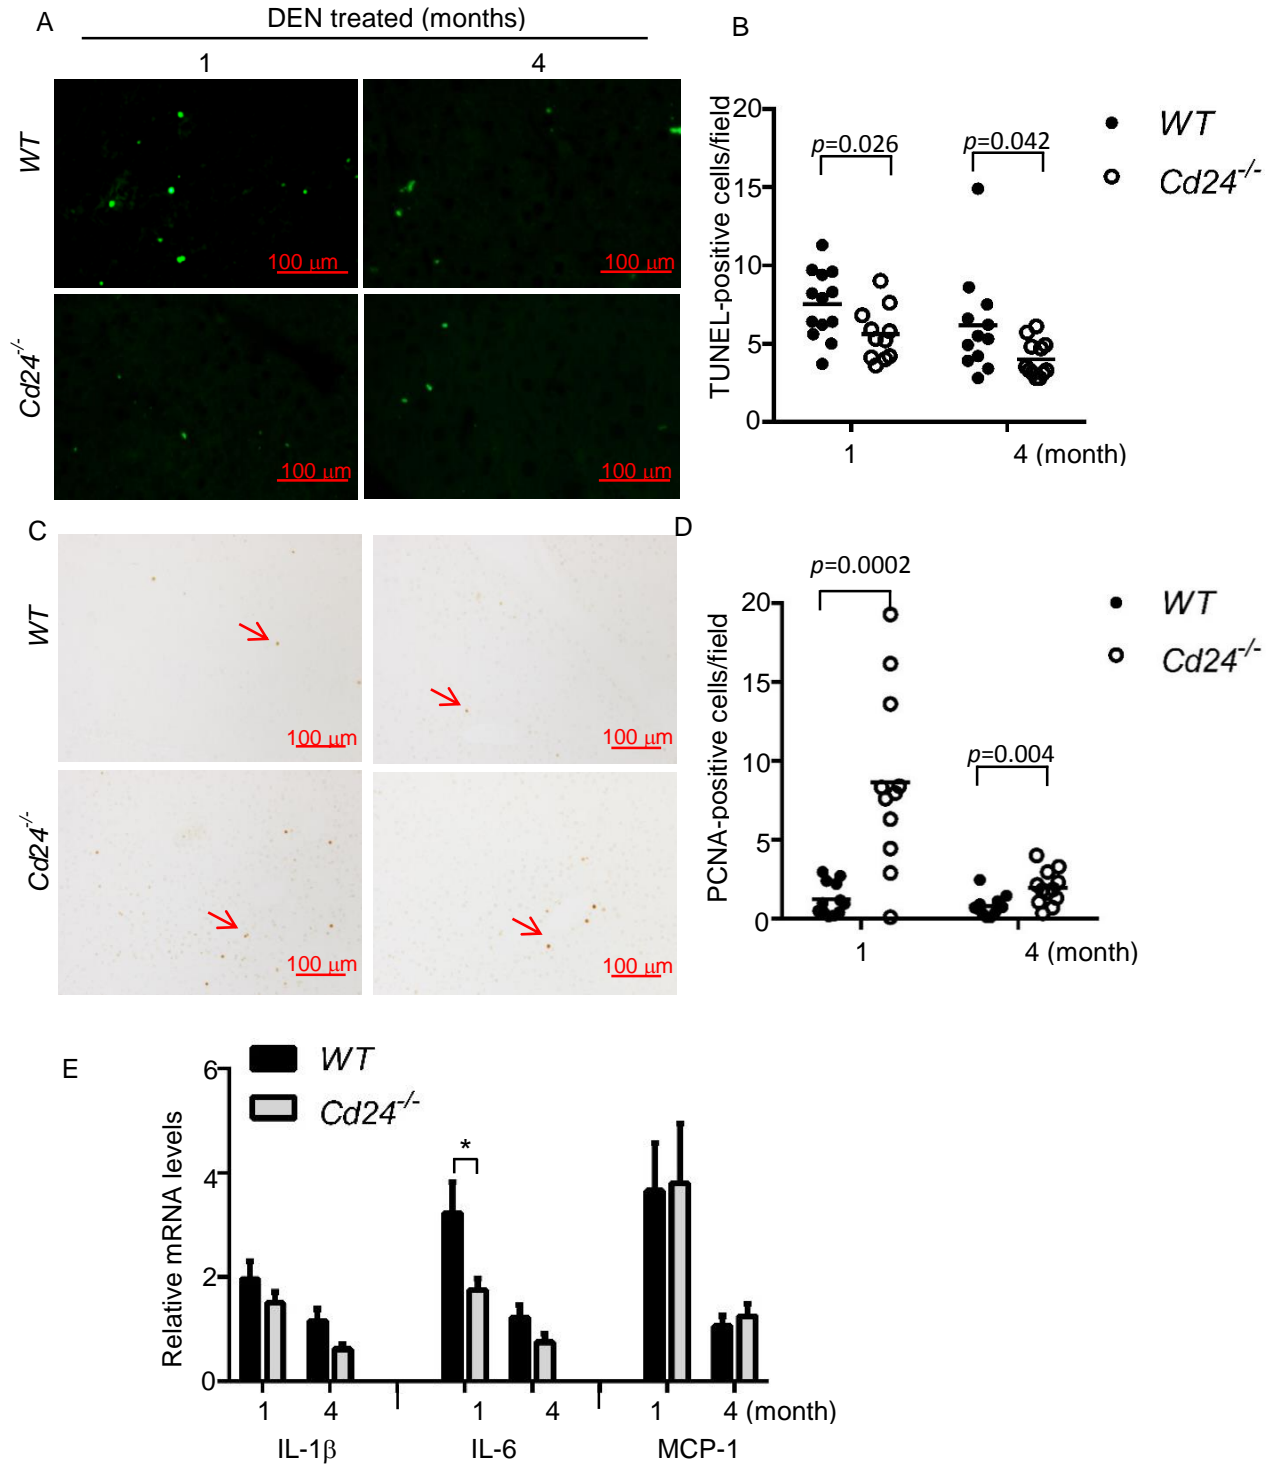 A
DEN treated (months)
1
4
WT
Cd24-/-
100 μm
100 μm
100 μm
100 μm
B
TUNEL-positive cells/field
20
15
10
5
0
p=0.026
p=0.042
WT
Cd24-/-
1
4 (month)
C
WT
Cd24-/-
100 μm
100 μm
100 μm
100 μm
D
PCNA-positive cells/field
20
15
10
5
0
p=0.0002
p=0.004
WT
Cd24-/-
1
4 (month)
E
Relative mRNA levels
6
4
2
0
WT
Cd24-/-
*
1
4
1
4
1
4 (month)
IL-1β
IL-6
MCP-1